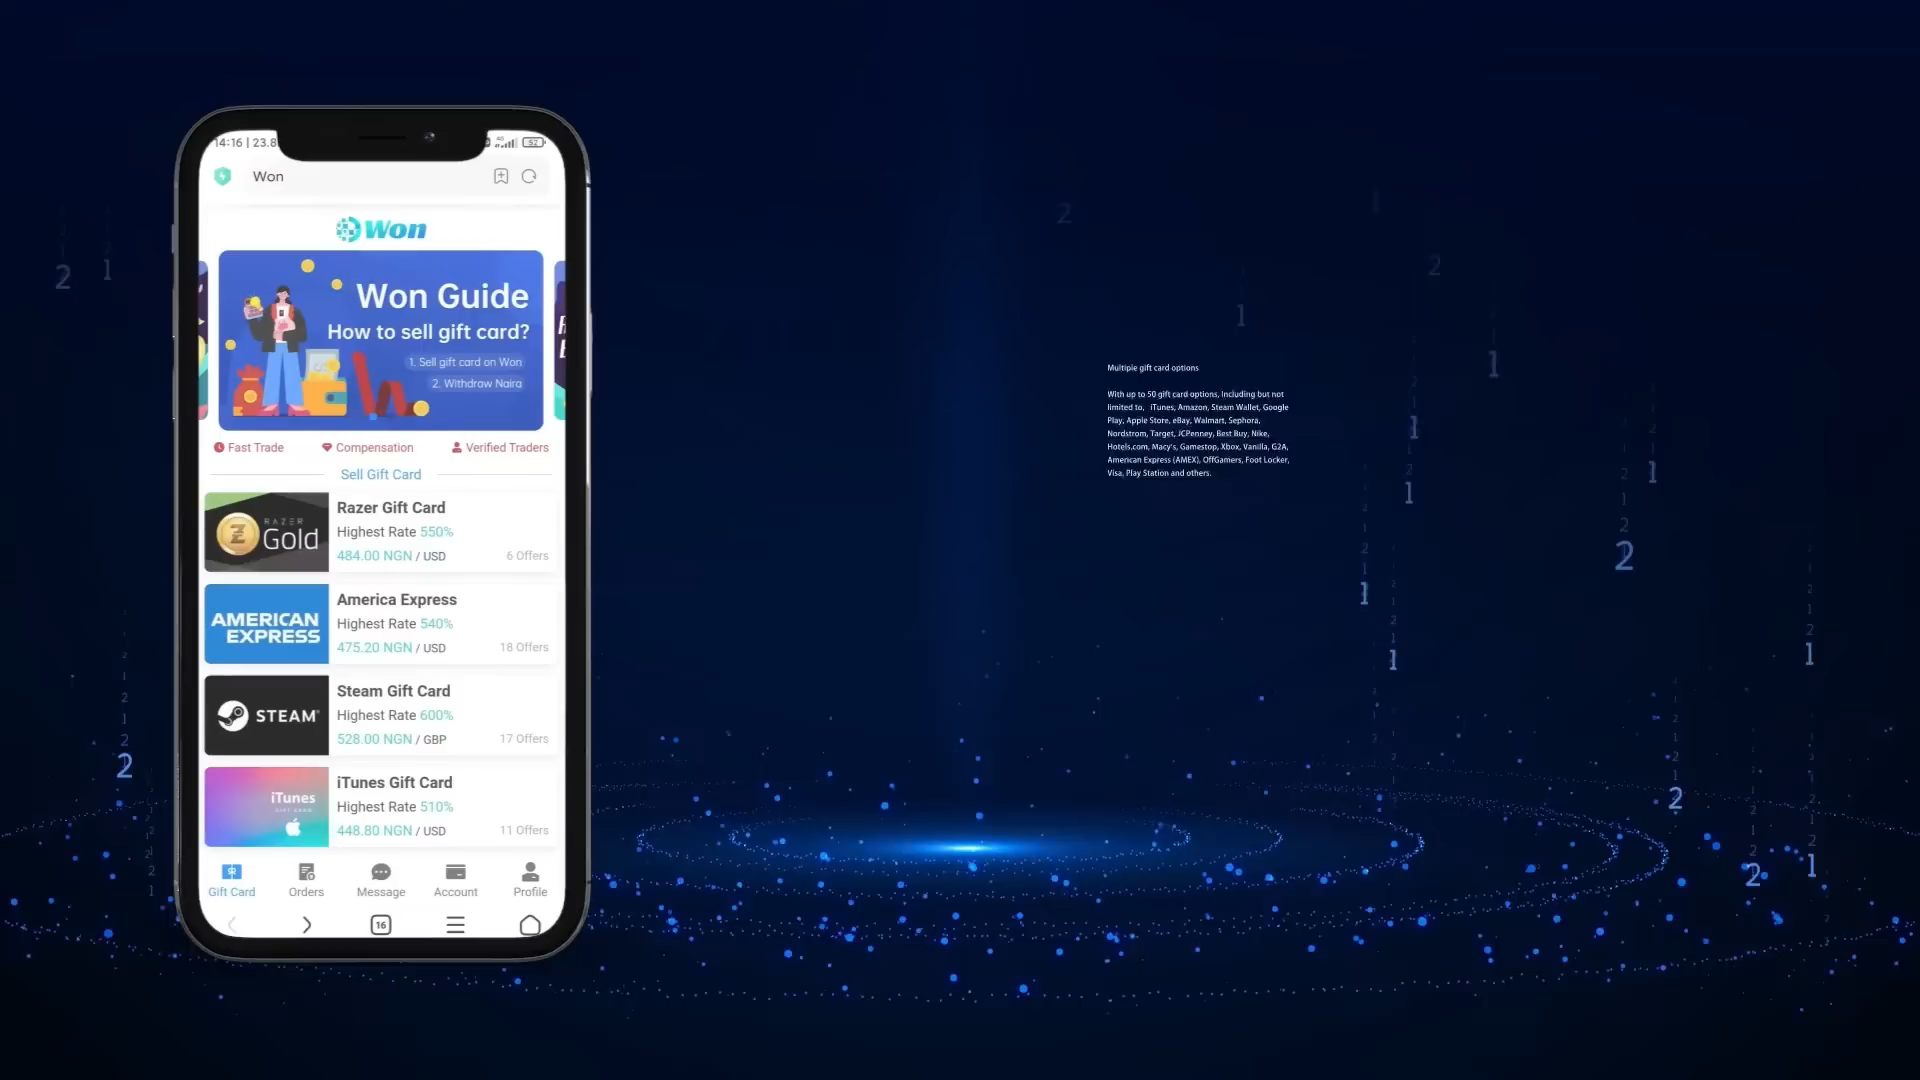 14:16 | 23.8
52
Won
Won
Won Guide
How to sell gift card?
1. Sell gift card on Won
2. Withdraw Naira
Fast Trade Compensation Verified Traders
Sell Gift Card
RAZER
Gold
Razer Gift Card
Highest Rate 550%
484.00 NGN / USD 6 Offers
AMERICAN
EXPRESS
America Express
Highest Rate 540%
475.20 NGN / USD 18 Offers
STEAM
Steam Gift Card
Highest Rate 600%
528.00 NGN / GBP 17 Offers
iTunes
iTunes Gift Card
Highest Rate 510%
448.80 NGN / USD 11 Offers
Gift Card Orders Message Account Profile
16
Multiple gift card options
With up to 50 gift card options, Including but not
limited to, iTunes, Amazon, Steam Wallet, Google
Play, Apple Store, eBay, Walmart, Sephora,
Nordstrom, Target, JCPenney, Best Buy, Nike,
Hotels.com, Macy's, Gamestop, Xbox, Vanilla, G2A,
American Express (AMEX), OffGamers, Foot Locker,
Visa, Play Station and others.